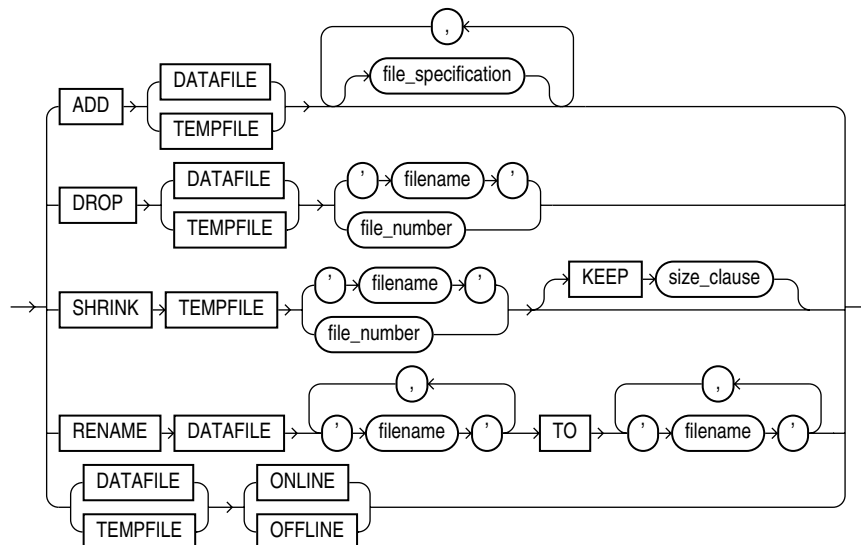 ,
DATAFILE file_specification
ADD
TEMPFILE
DATAFILE ' filename '
DROP
TEMPFILE file_number
' filename ' KEEP size_clause
SHRINK TEMPFILE
file_number
, ,
RENAME DATAFILE ' filename ' TO ' filename '
DATAFILE ONLINE
TEMPFILE OFFLINE